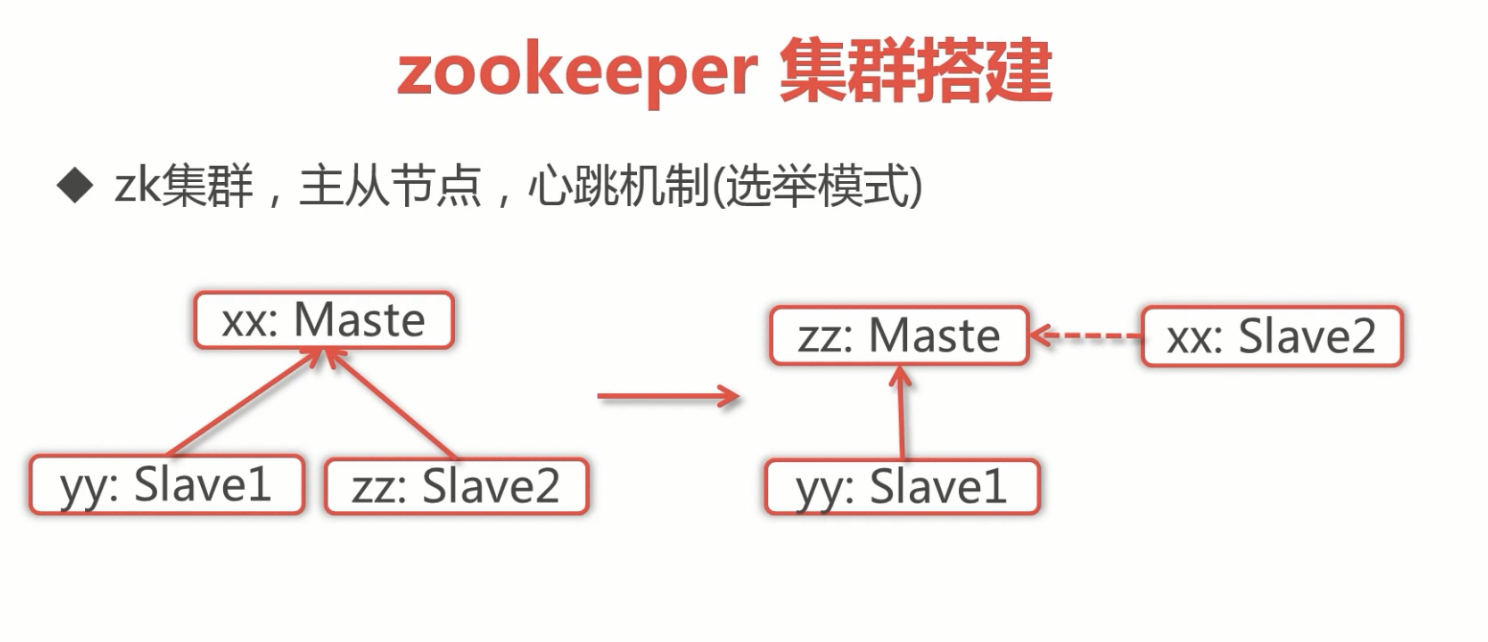 zookeeper 集群搭建
◆ zk集群，主从节点，心跳机制(选举模式)
xx: Maste
yy: Slave1
zz: Slave2
zz: Maste
xx: Slave2
yy: Slave1